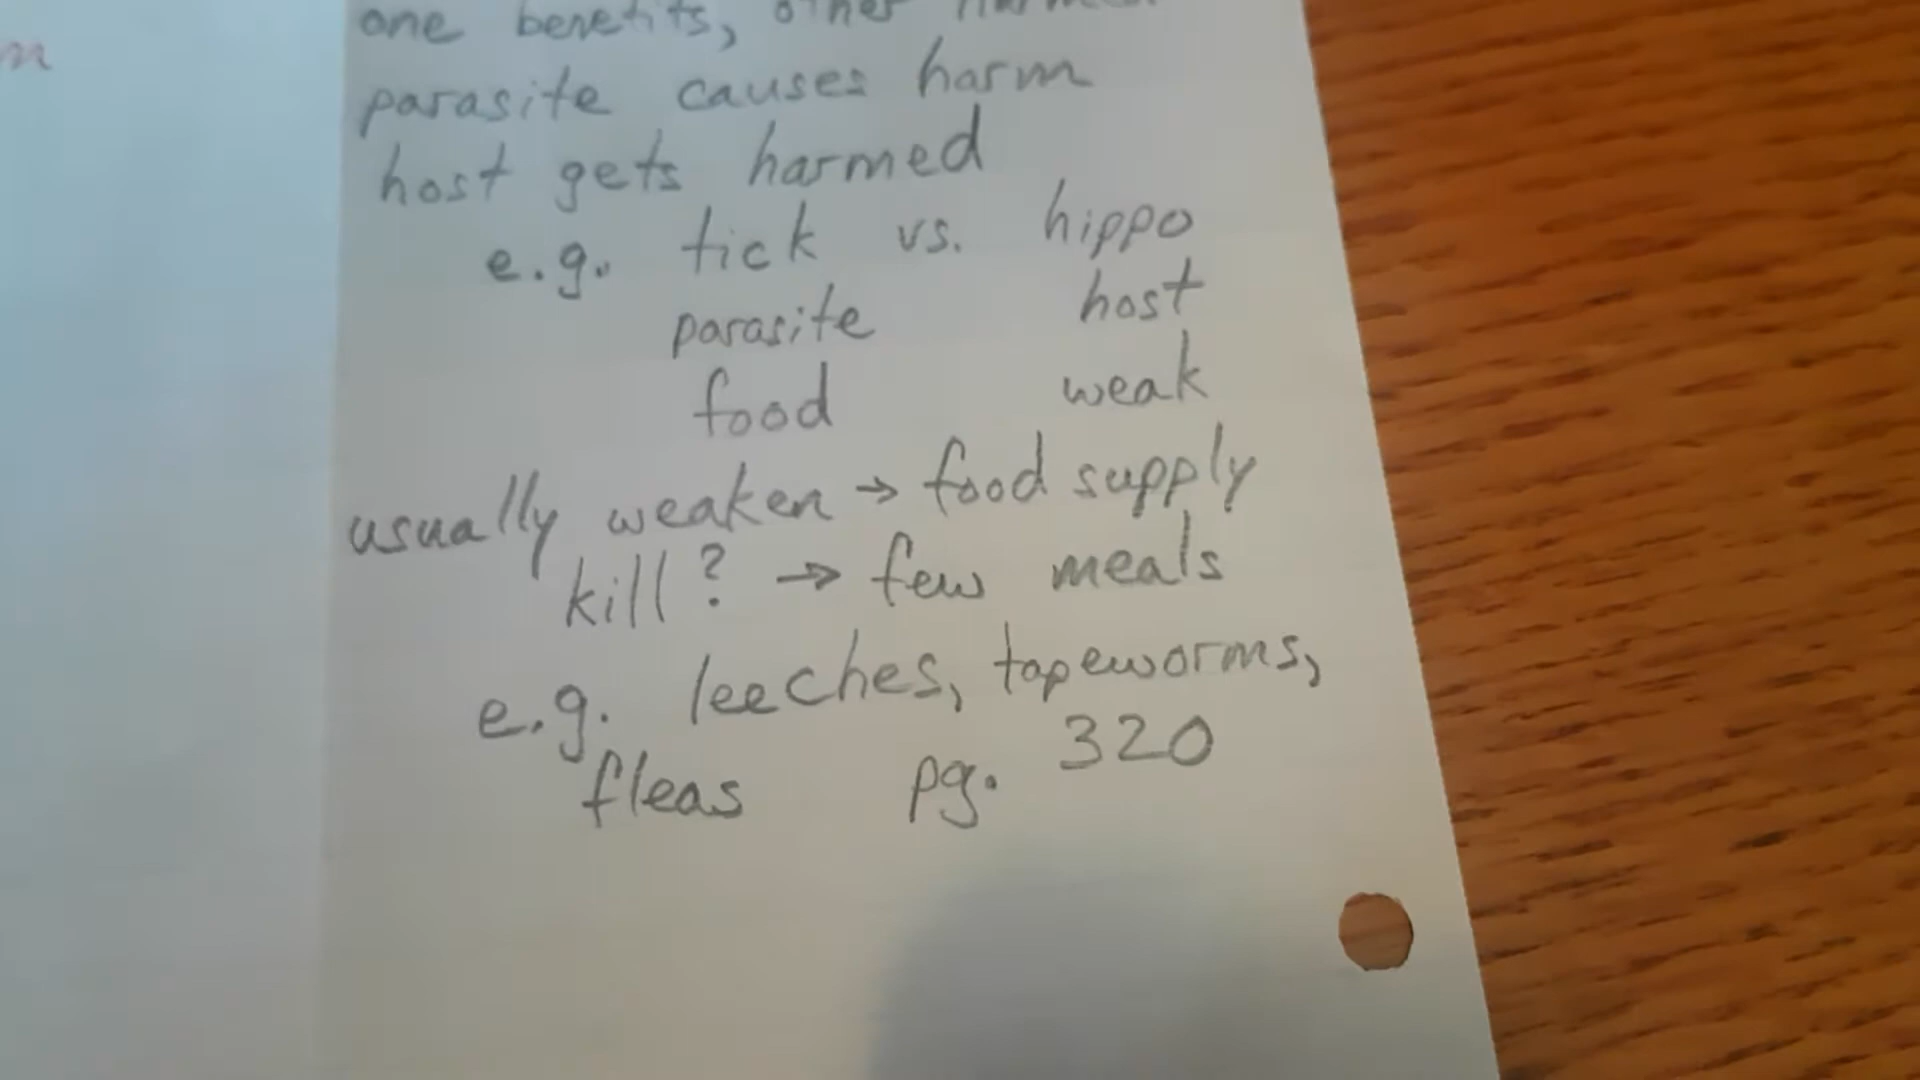 one benefits, other
parasite causes harm
host gets harmed
e.g. tick vs. hippo
parasite host
food weak
usually weaken → food supply
kill? → few meals
e.g. leeches, tapeworms,
fleas pg. 320